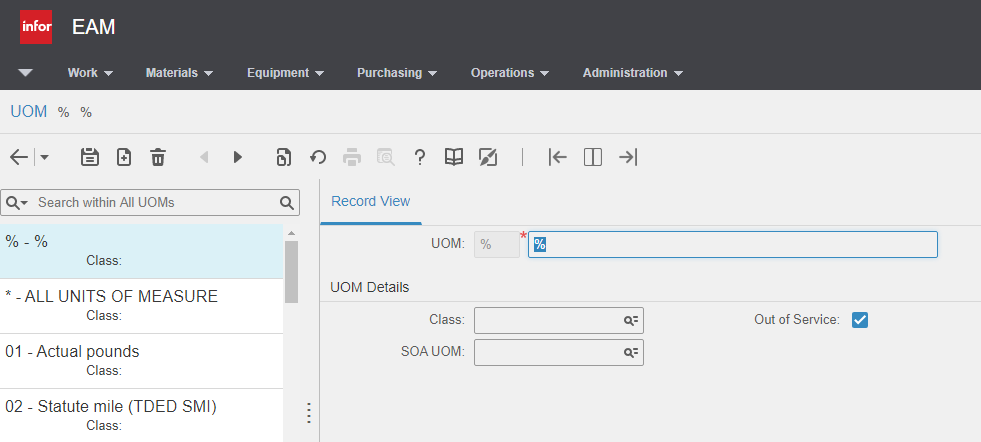 infor EAM
Work Materials Equipment Purchasing Operations Administration
UOM % %
?
Search within All UOMs
% - %
Class:
* - ALL UNITS OF MEASURE
Class:
01 - Actual pounds
Class:
02 - Statute mile (TDED SMI)
Class:
Record View
UOM: % * %
UOM Details
Class: Out of Service:
SOA UOM: